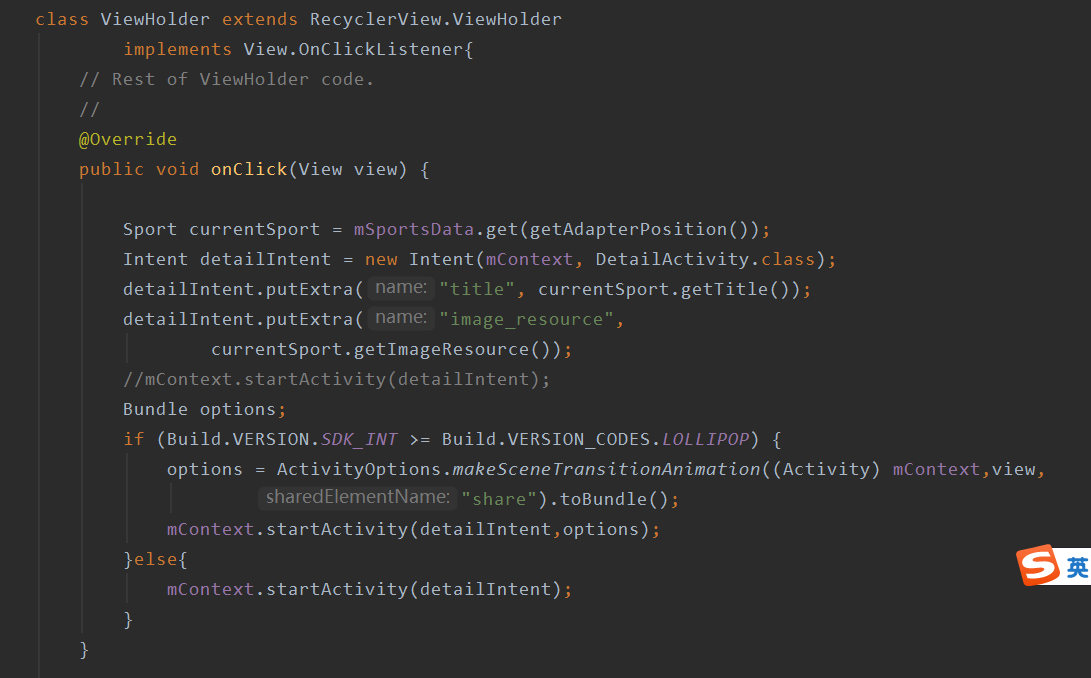 class ViewHolder extends RecyclerView.ViewHolder
implements View.OnClickListener{
// Rest of ViewHolder code.
//
@Override
public void onClick(View view) {
Sport currentSport = mSportsData.get(getAdapterPosition());
Intent detailIntent = new Intent(mContext, DetailActivity.class);
detailIntent.putExtra( name: "title", currentSport.getTitle());
detailIntent.putExtra( name: "image_resource",
currentSport.getImageResource());
//mContext.startActivity(detailIntent);
Bundle options;
if (Build.VERSION.SDK_INT >= Build.VERSION_CODES.LOLLIPOP) {
options = ActivityOptions.makeSceneTransitionAnimation((Activity) mContext,view,
sharedElementName: "share").toBundle();
mContext.startActivity(detailIntent,options);
}else{
mContext.startActivity(detailIntent);
}
}
S 英